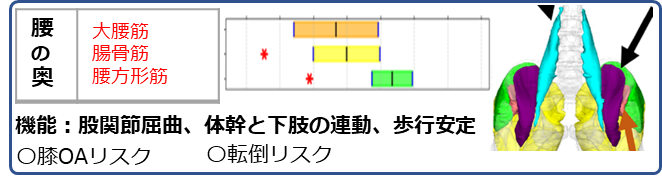 腰の奥
大腰筋
腸骨筋
腰方形筋
機能：股関節屈曲、体幹と下肢の連動、歩行安定
〇膝OAリスク
〇転倒リスク